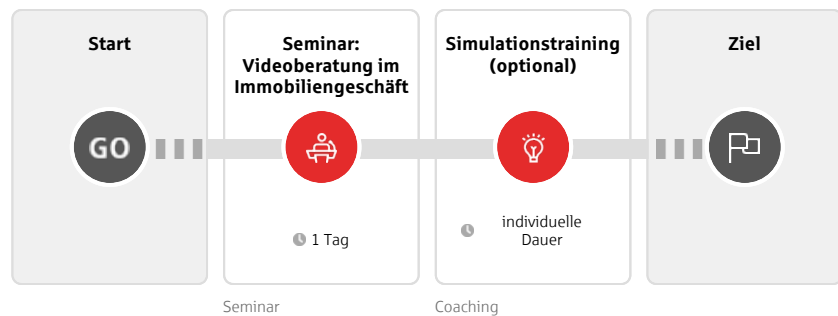 Start
GO
Seminar:
Videoberatung im
Immobiliengeschäft
1 Tag
Seminar
Simulationstraining
(optional)
individuelle
Dauer
Coaching
Ziel